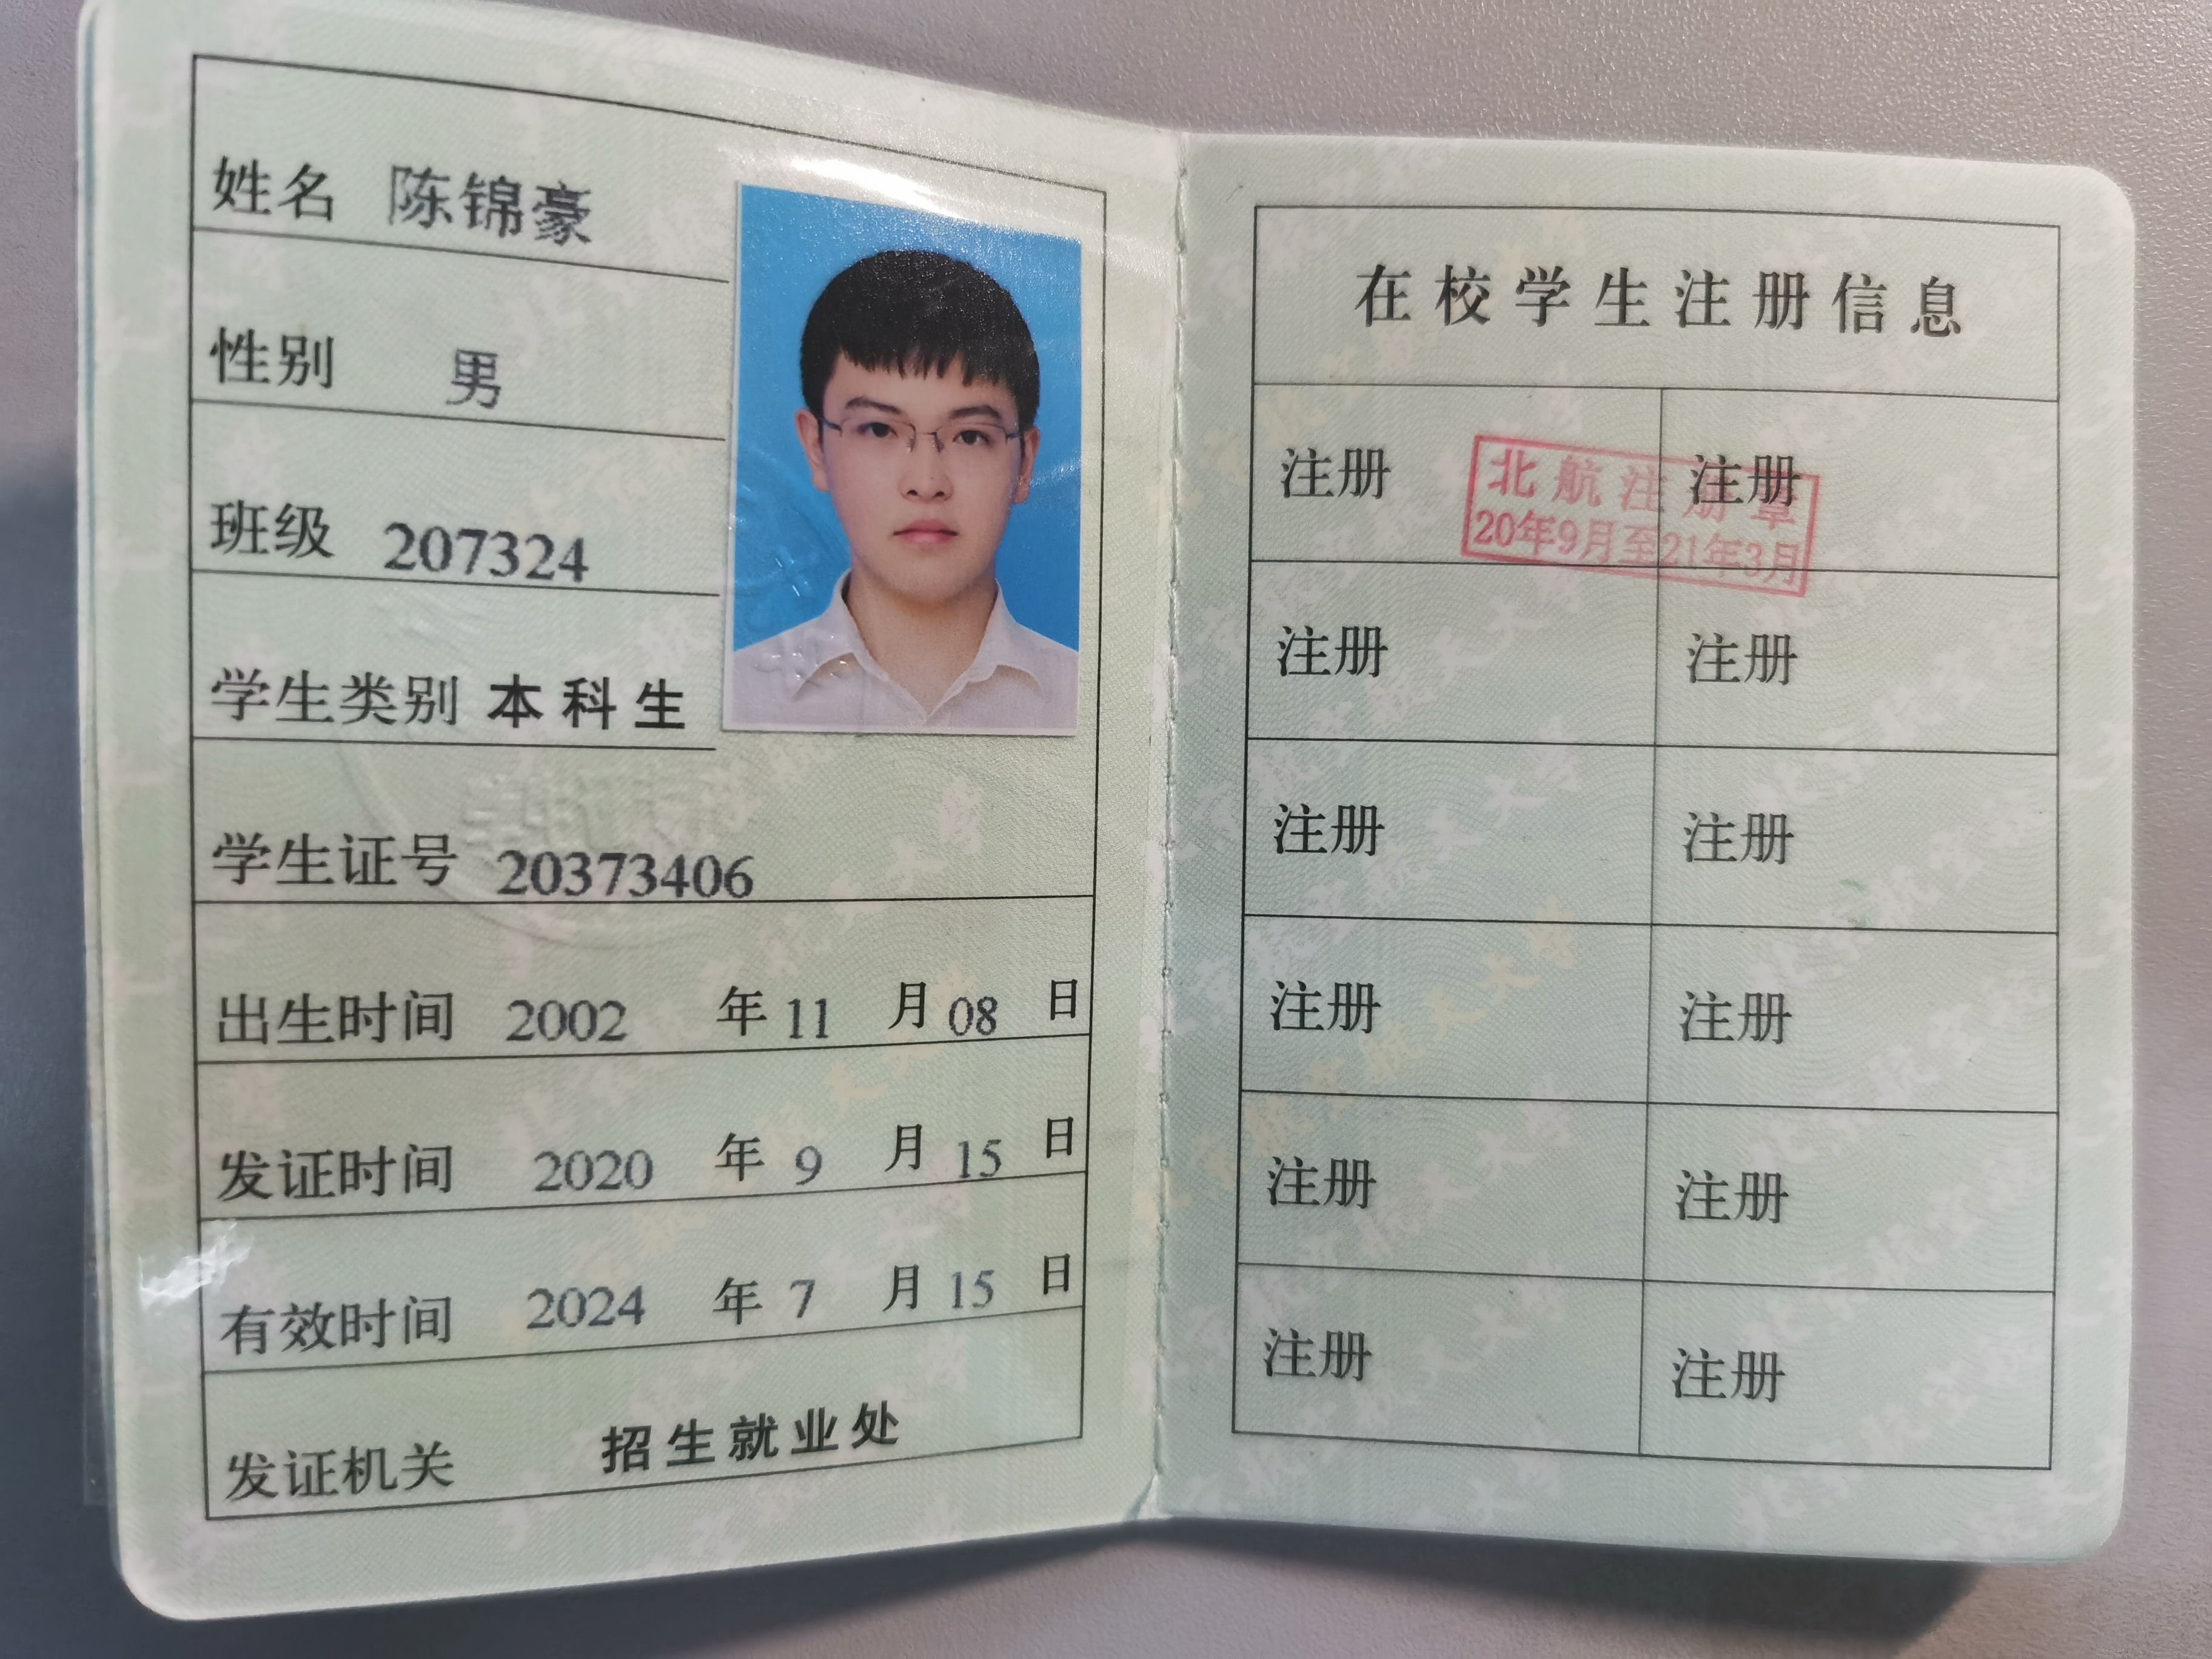 姓名 陈锦豪
性别 男
班级 207324
学生类别 本科生
学生证号 20373406
出生时间 2002 年 11 月 08 日
发证时间 2020 年 9 月 15 日
有效时间 2024 年 7 月 15 日
发证机关 招生就业处
在校学生注册信息
注册 注册
北航注册章
20年9月至21年3月
注册 注册
注册 注册
注册 注册
注册 注册
注册 注册